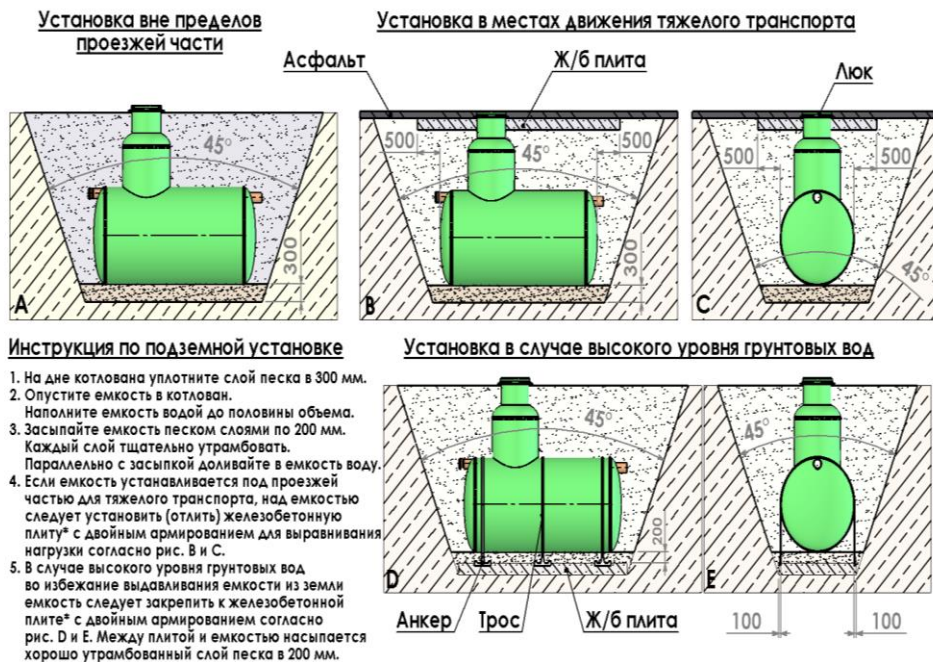 Установка вне пределов
проезжей части
Установка в местах движения тяжелого транспорта
Асфальт
Ж/б плита
Люк
45°
300
A
500
500
45°
300
B
500
500
45°
C
Инструкция по подземной установке
1. На дне котлована уплотните слой песка в 300 мм.
2. Опустите емкость в котлован.
Наполните емкость водой до половины объема.
3. Засыпайте емкость песком слоями по 200 мм.
Каждый слой тщательно утрамбовать.
Параллельно с засыпкой доливайте в емкость воду.
4. Если емкость устанавливается под проезжей
частью для тяжелого транспорта, над емкостью
следует установить (отлить) железобетонную
плиту* с двойным армированием для выравнивания
нагрузки согласно рис. B и C.
5. В случае высокого уровня грунтовых вод
во избежание выдавливания емкости из земли
емкость следует закрепить к железобетонной
плите* с двойным армированием согласно
рис. D и E. Между плитой и емкостью насыпается
хорошо утрамбованный слой песка в 200 мм.
Установка в случае высокого уровня грунтовых вод
45°
200
D
45°
E
Анкер
Трос
Ж/б плита
100
100